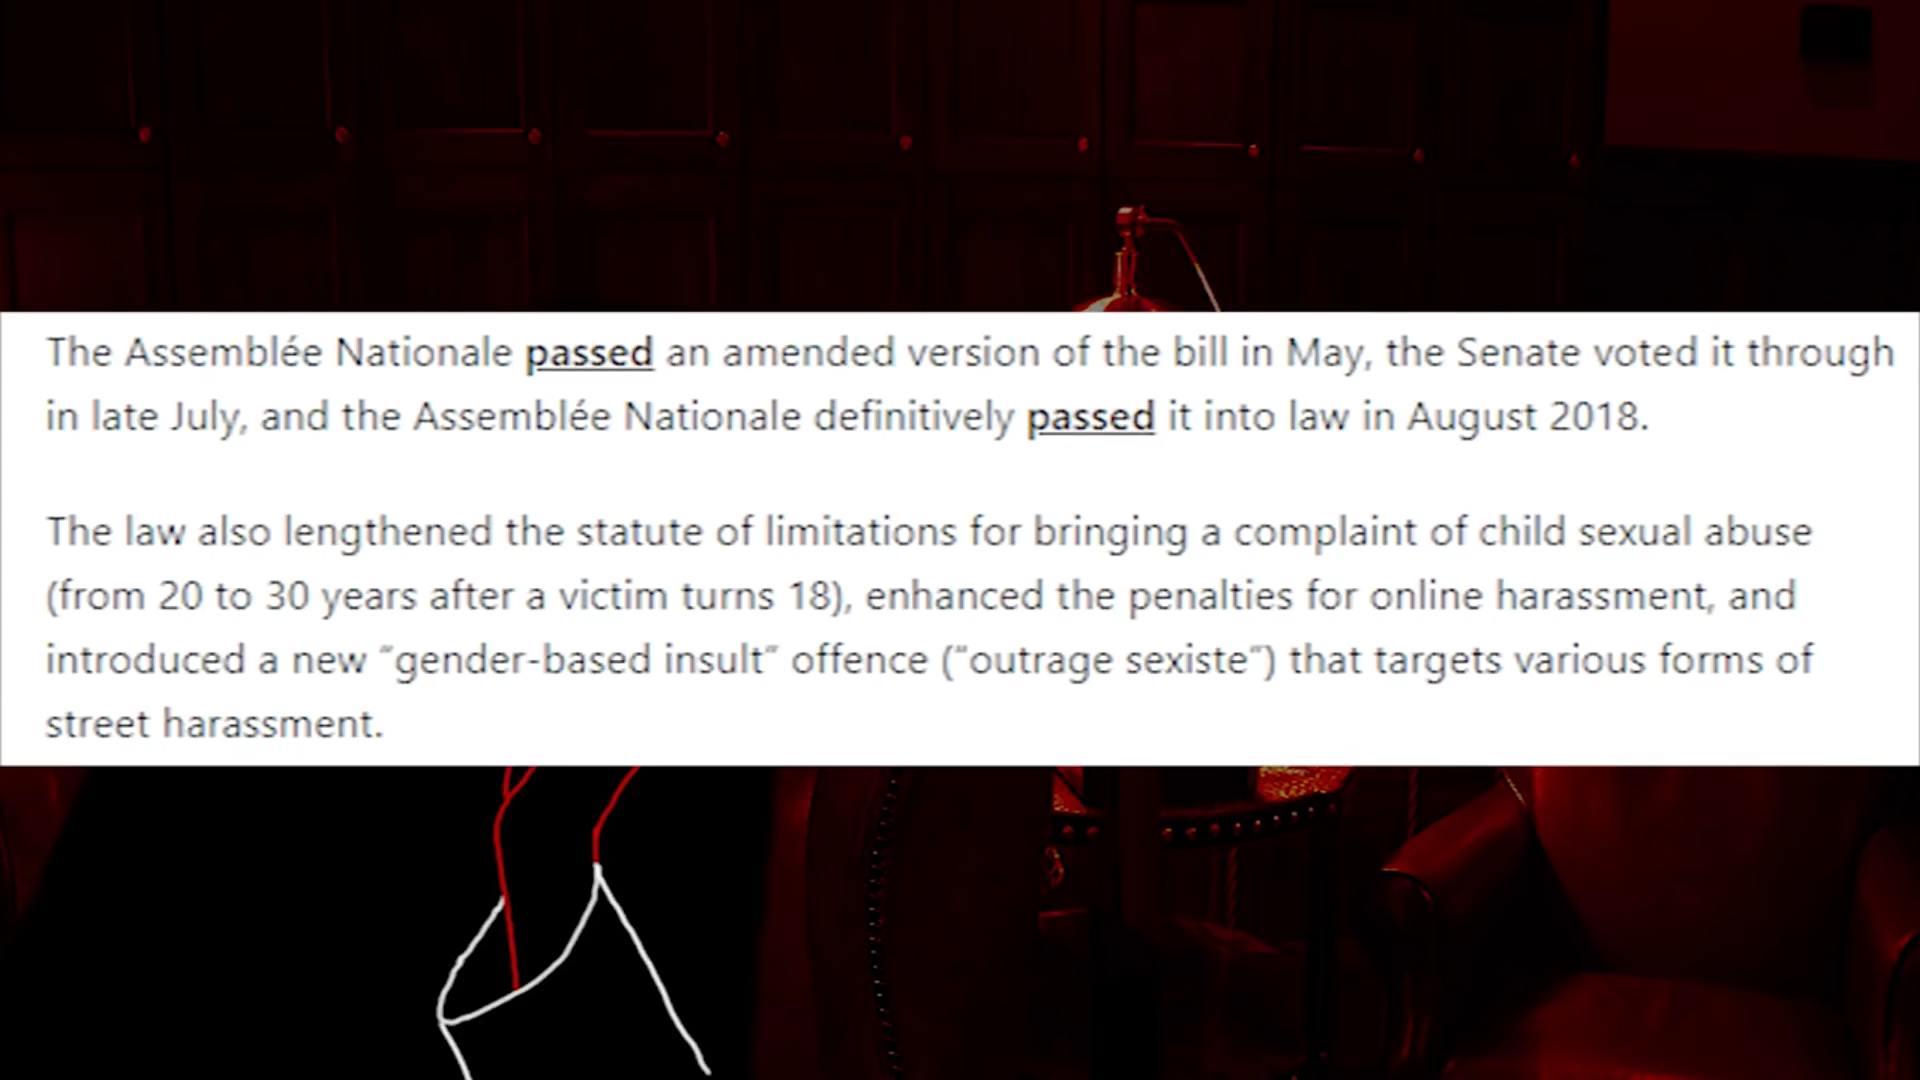 The Assemblée Nationale passed an amended version of the bill in May, the Senate voted it through
in late July, and the Assemblée Nationale definitively passed it into law in August 2018.
The law also lengthened the statute of limitations for bringing a complaint of child sexual abuse
(from 20 to 30 years after a victim turns 18), enhanced the penalties for online harassment, and
introduced a new “gender-based insult” offence (“outrage sexiste”) that targets various forms of
street harassment.